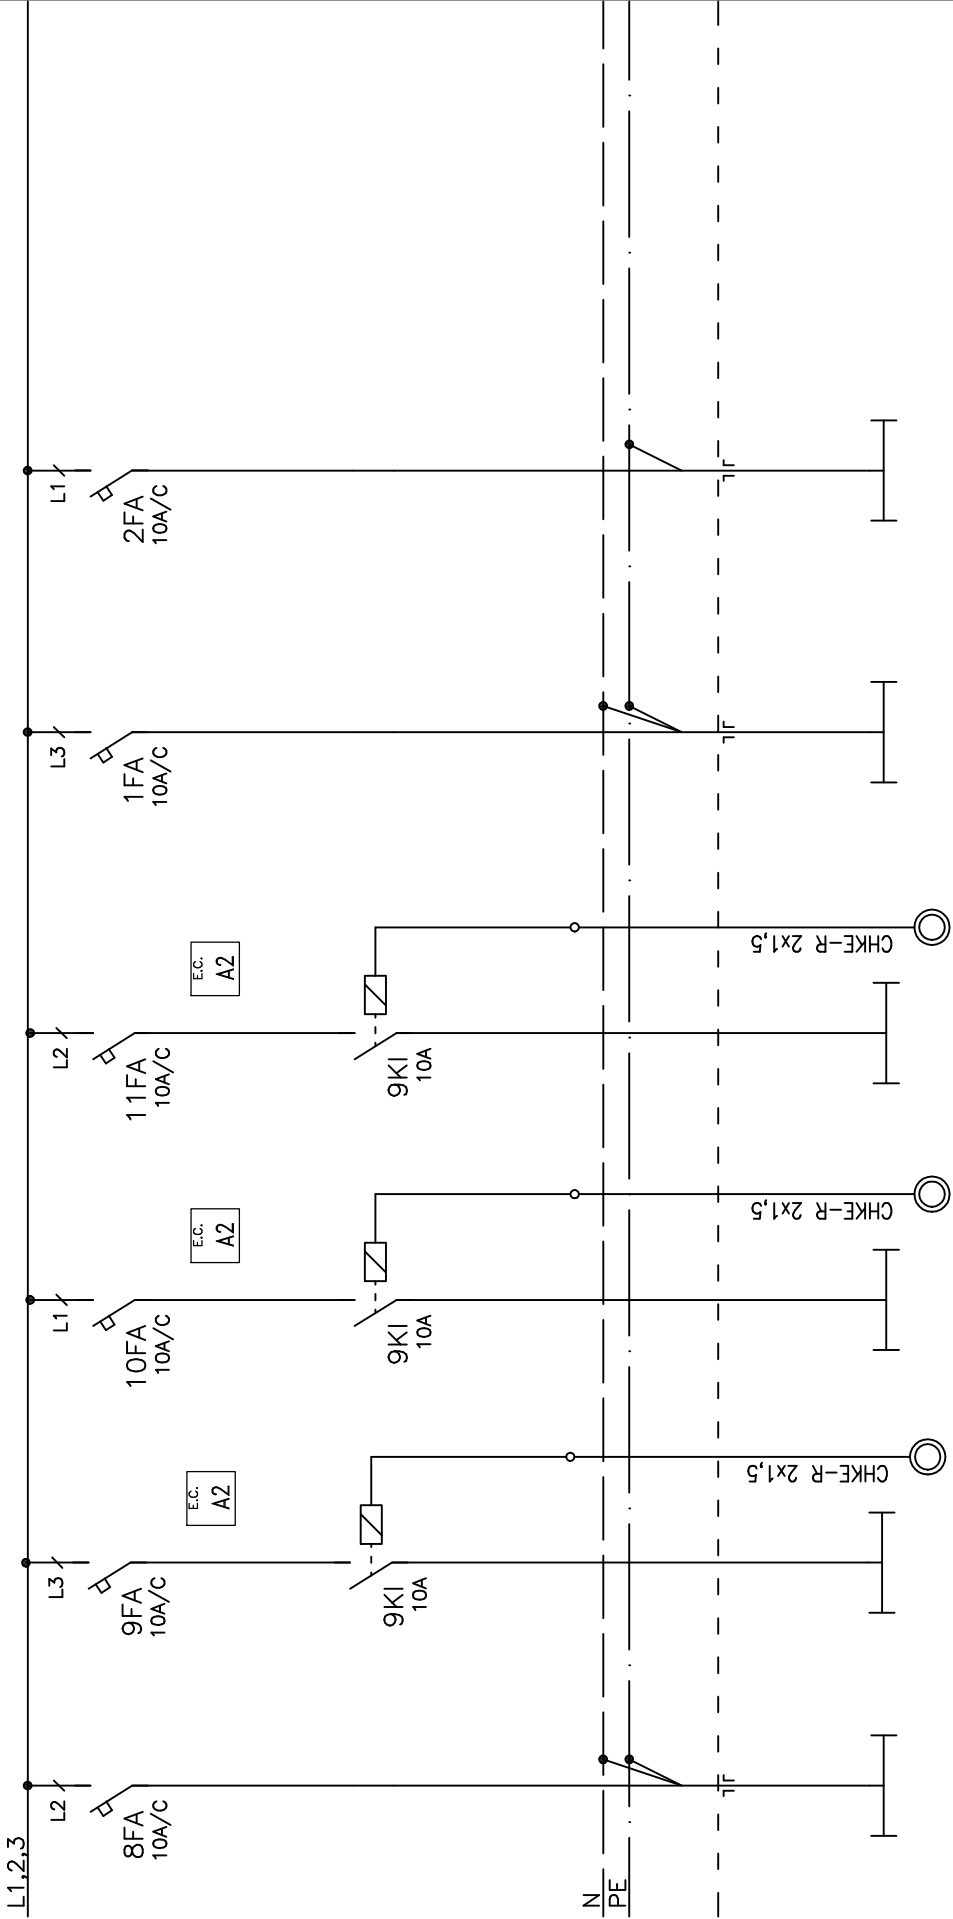 L1,2,3
N
PE
L2
8FA
10A/C
L3
9FA
10A/C
E.C.
A2
9KI
10A
CHKE-R 2x1,5
L1
10FA
10A/C
E.C.
A2
9KI
10A
CHKE-R 2x1,5
L2
11FA
10A/C
E.C.
A2
9KI
10A
CHKE-R 2x1,5
L3
1FA
10A/C
L1
2FA
10A/C